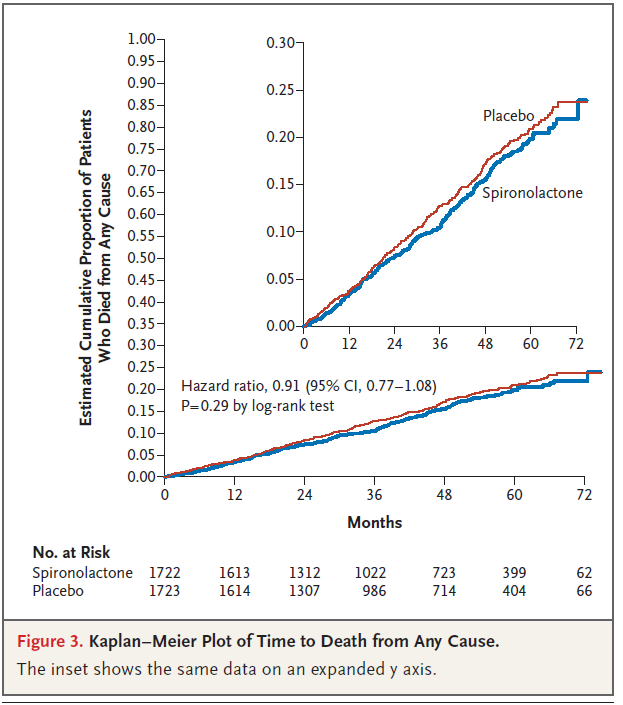 Estimated Cumulative Proportion of Patients
Who Died from Any Cause
1.00
0.95
0.90
0.85
0.80
0.75
0.70
0.65
0.60
0.55
0.50
0.45
0.40
0.35
0.30
0.25
0.20
0.15
0.10
0.05
0.00
0.30
0.25
0.20
0.15
0.10
0.05
0.00
Placebo
Spironolactone
0 12 24 36 48 60 72
Hazard ratio, 0.91 (95% CI, 0.77–1.08)
P=0.29 by log-rank test
0 12 24 36 48 60 72
Months
No. at Risk
Spironolactone 1722 1613 1312 1022 723 399 62
Placebo 1723 1614 1307 986 714 404 66
Figure 3. Kaplan–Meier Plot of Time to Death from Any Cause.
The inset shows the same data on an expanded y axis.